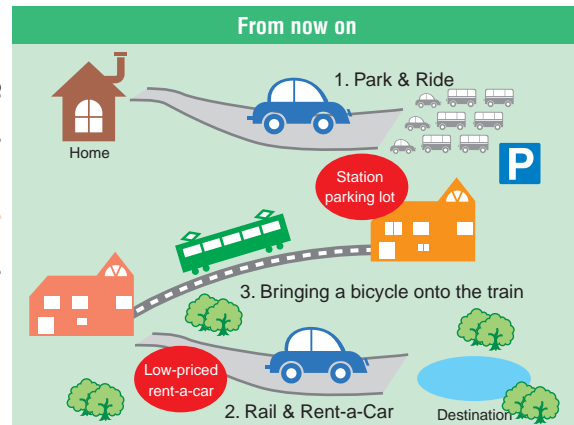 From now on
1. Park & Ride
Home
P
Station
parking lot
3. Bringing a bicycle onto the train
Low-priced
rent-a-car
2. Rail & Rent-a-Car
Destination